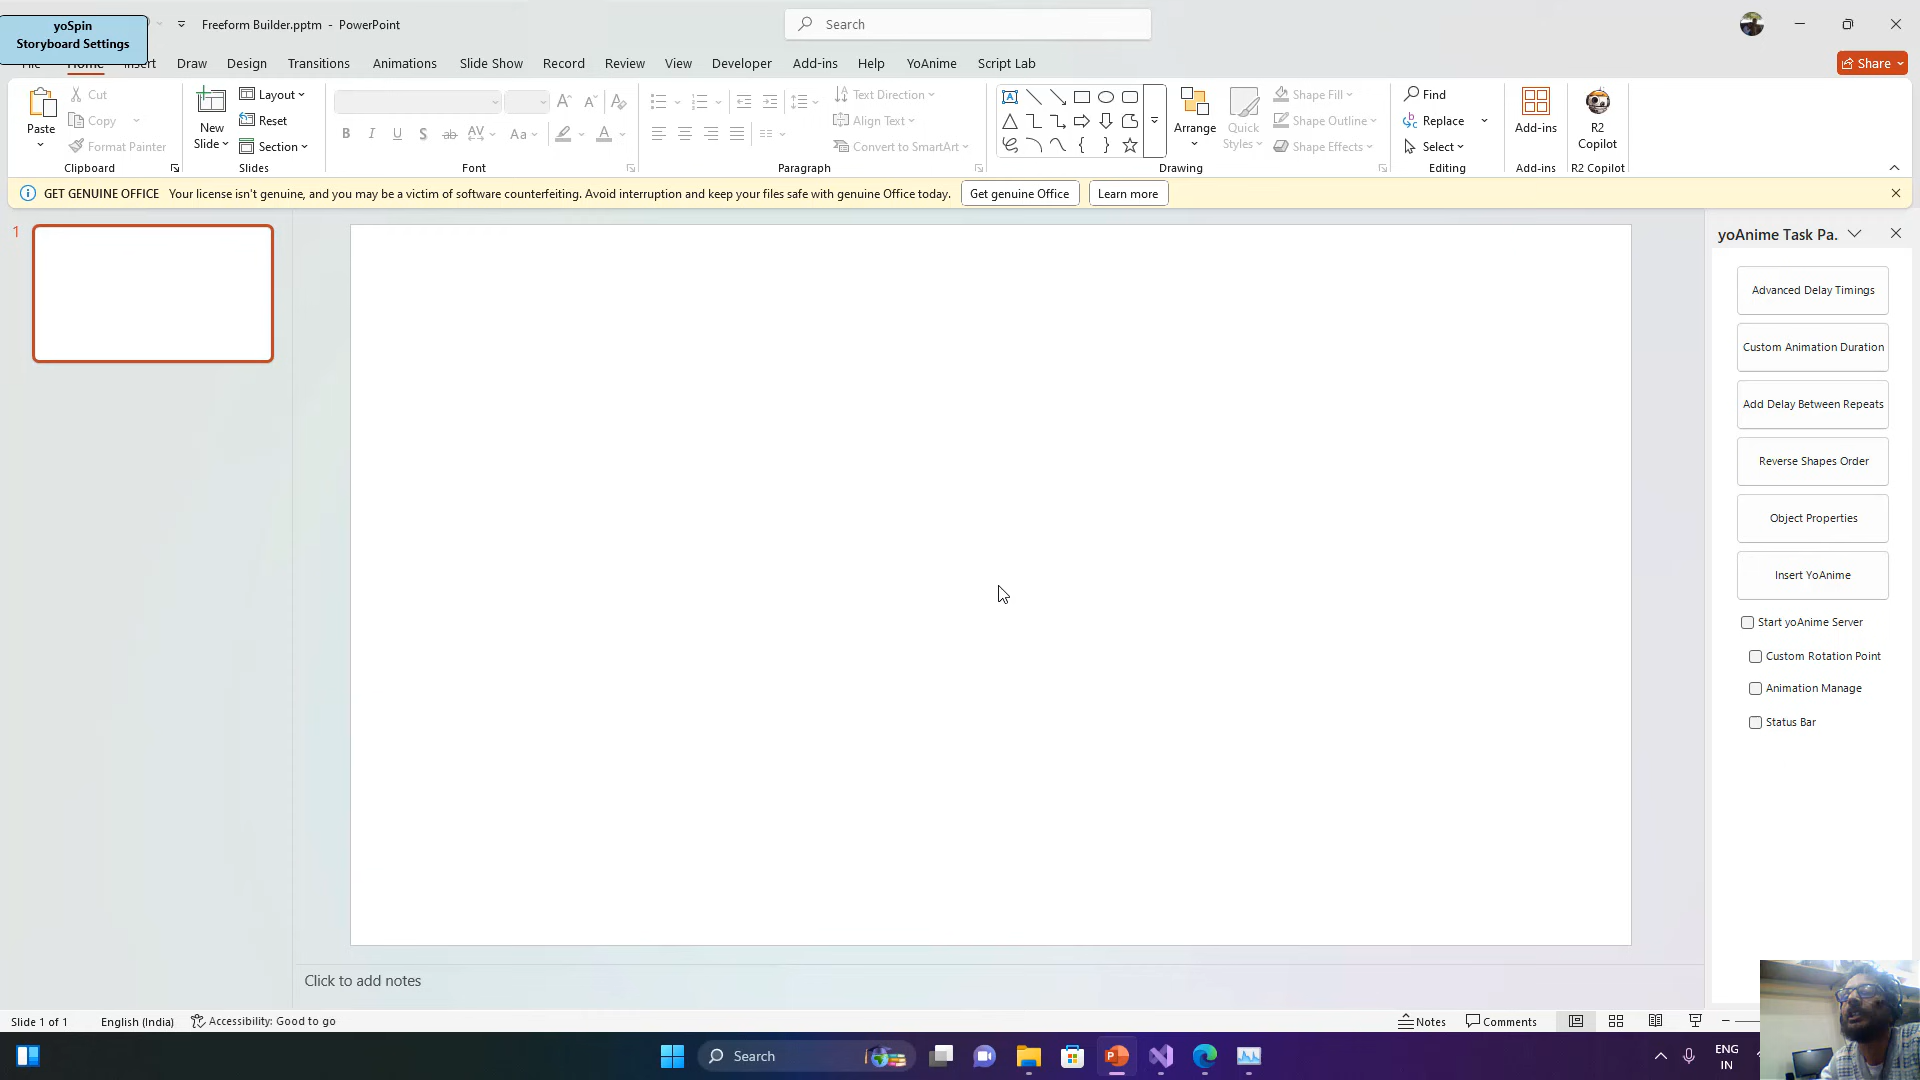 yoSpin
Storyboard Settings
Freeform Builder.pptm - PowerPoint
Search
Home Insert Draw Design Transitions Animations Slide Show Record Review View Developer Add-ins Help YoAnime Script Lab
Share
Paste
Cut
Copy
Format Painter
Clipboard
New
Slide
Layout
Reset
Section
Slides
B I U S ab AV Aa A
Font
Text Direction
Align Text
Convert to SmartArt
Paragraph
Arrange
Quick
Styles
Shape Fill
Shape Outline
Shape Effects
Drawing
Find
Replace
Select
Editing
Add-ins
Add-ins
R2
Copilot
R2 Copilot
GET GENUINE OFFICE Your license isn't genuine, and you may be a victim of software counterfeiting. Avoid interruption and keep your files safe with genuine Office today. Get genuine Office Learn more
1
yoAnime Task Pa.
Advanced Delay Timings
Custom Animation Duration
Add Delay Between Repeats
Reverse Shapes Order
Object Properties
Insert YoAnime
Start yoAnime Server
Custom Rotation Point
Animation Manage
Status Bar
Click to add notes
Slide 1 of 1 English (India) Accessibility: Good to go Notes Comments
Search
ENG
IN